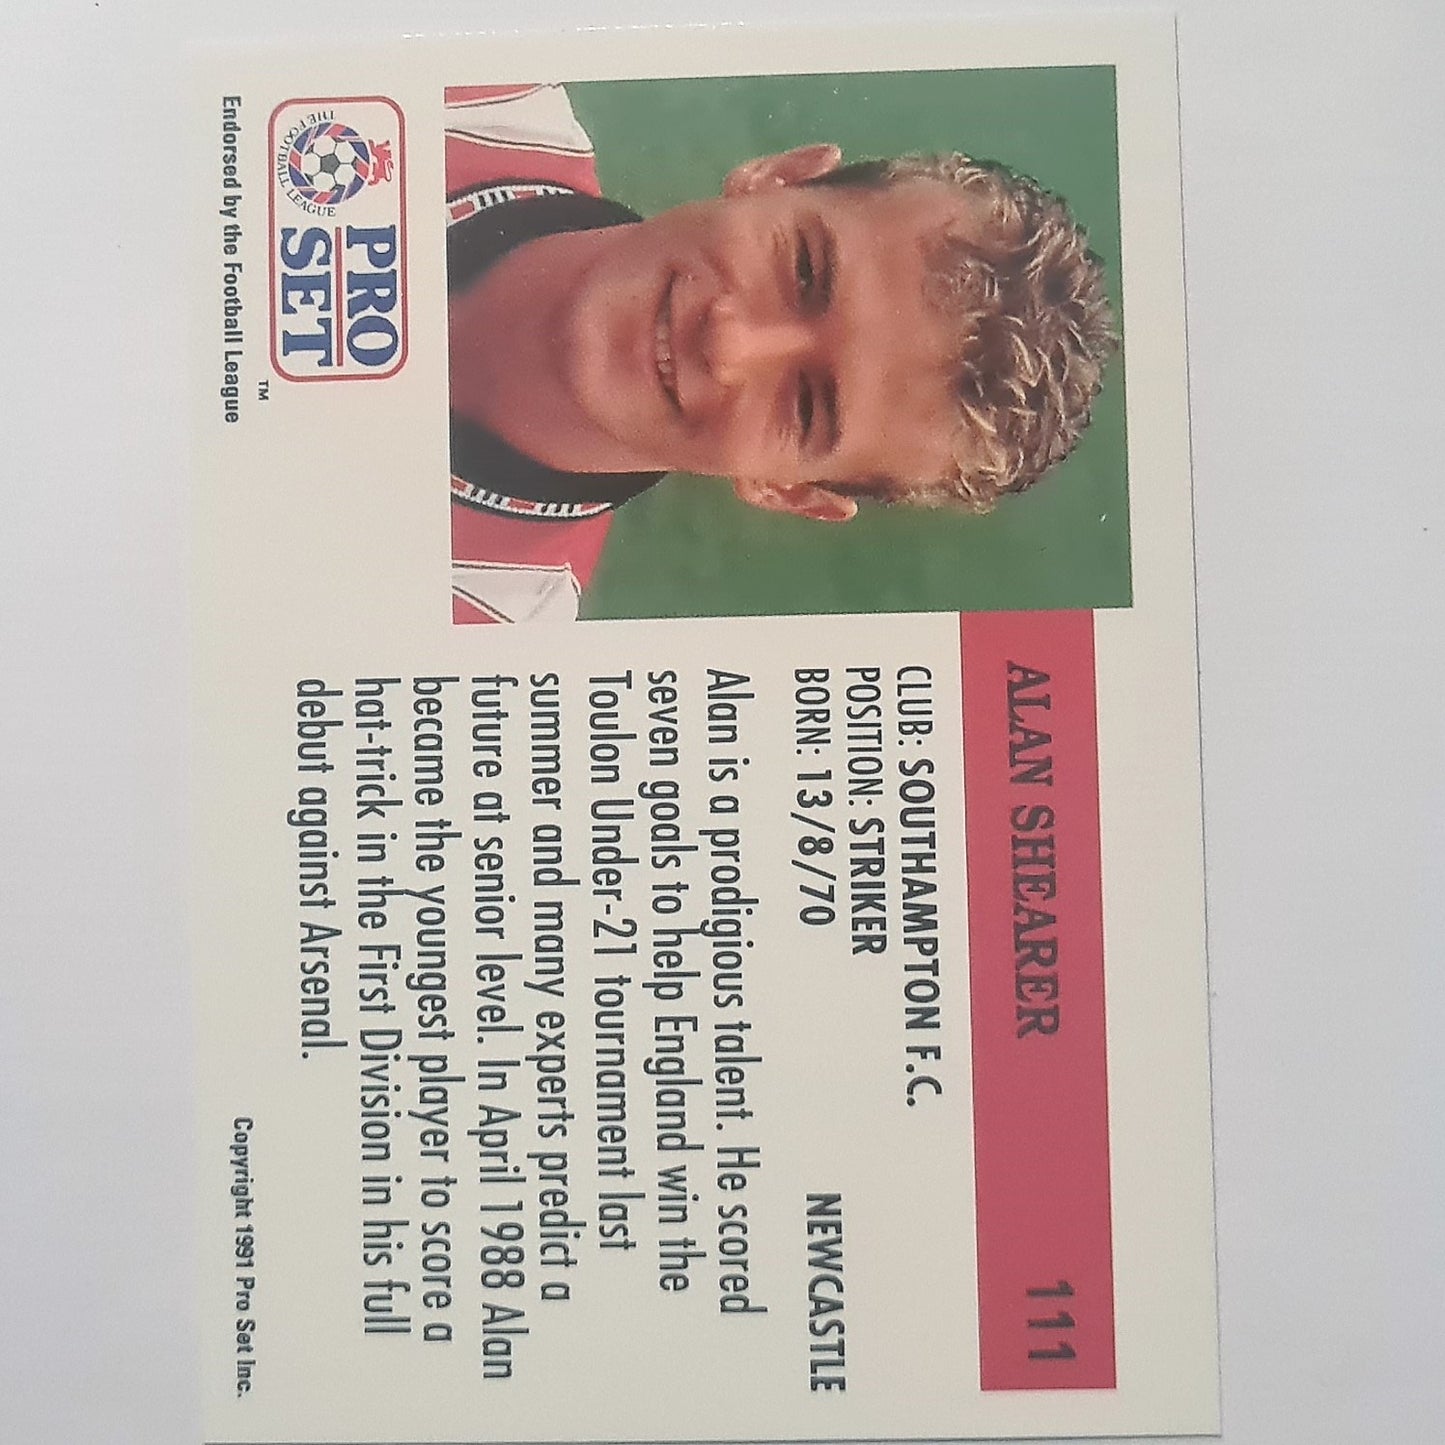 ALAN SHEARER 111
CLUB: SOUTHAMPTON F.C.
POSITION: STRIKER
BORN: 13/8/70 NEWCASTLE
Alan is a prodigious talent. He scored
seven goals to help England win the
Toulon Under-21 tournament last
summer and many experts predict a
future at senior level. In April 1988 Alan
became the youngest player to score a
hat-trick in the First Division in his full
debut against Arsenal.
THE FOOTBALL LEAGUE
PRO
SET
TM
Endorsed by the Football League
Copyright 1991 Pro Set Inc.